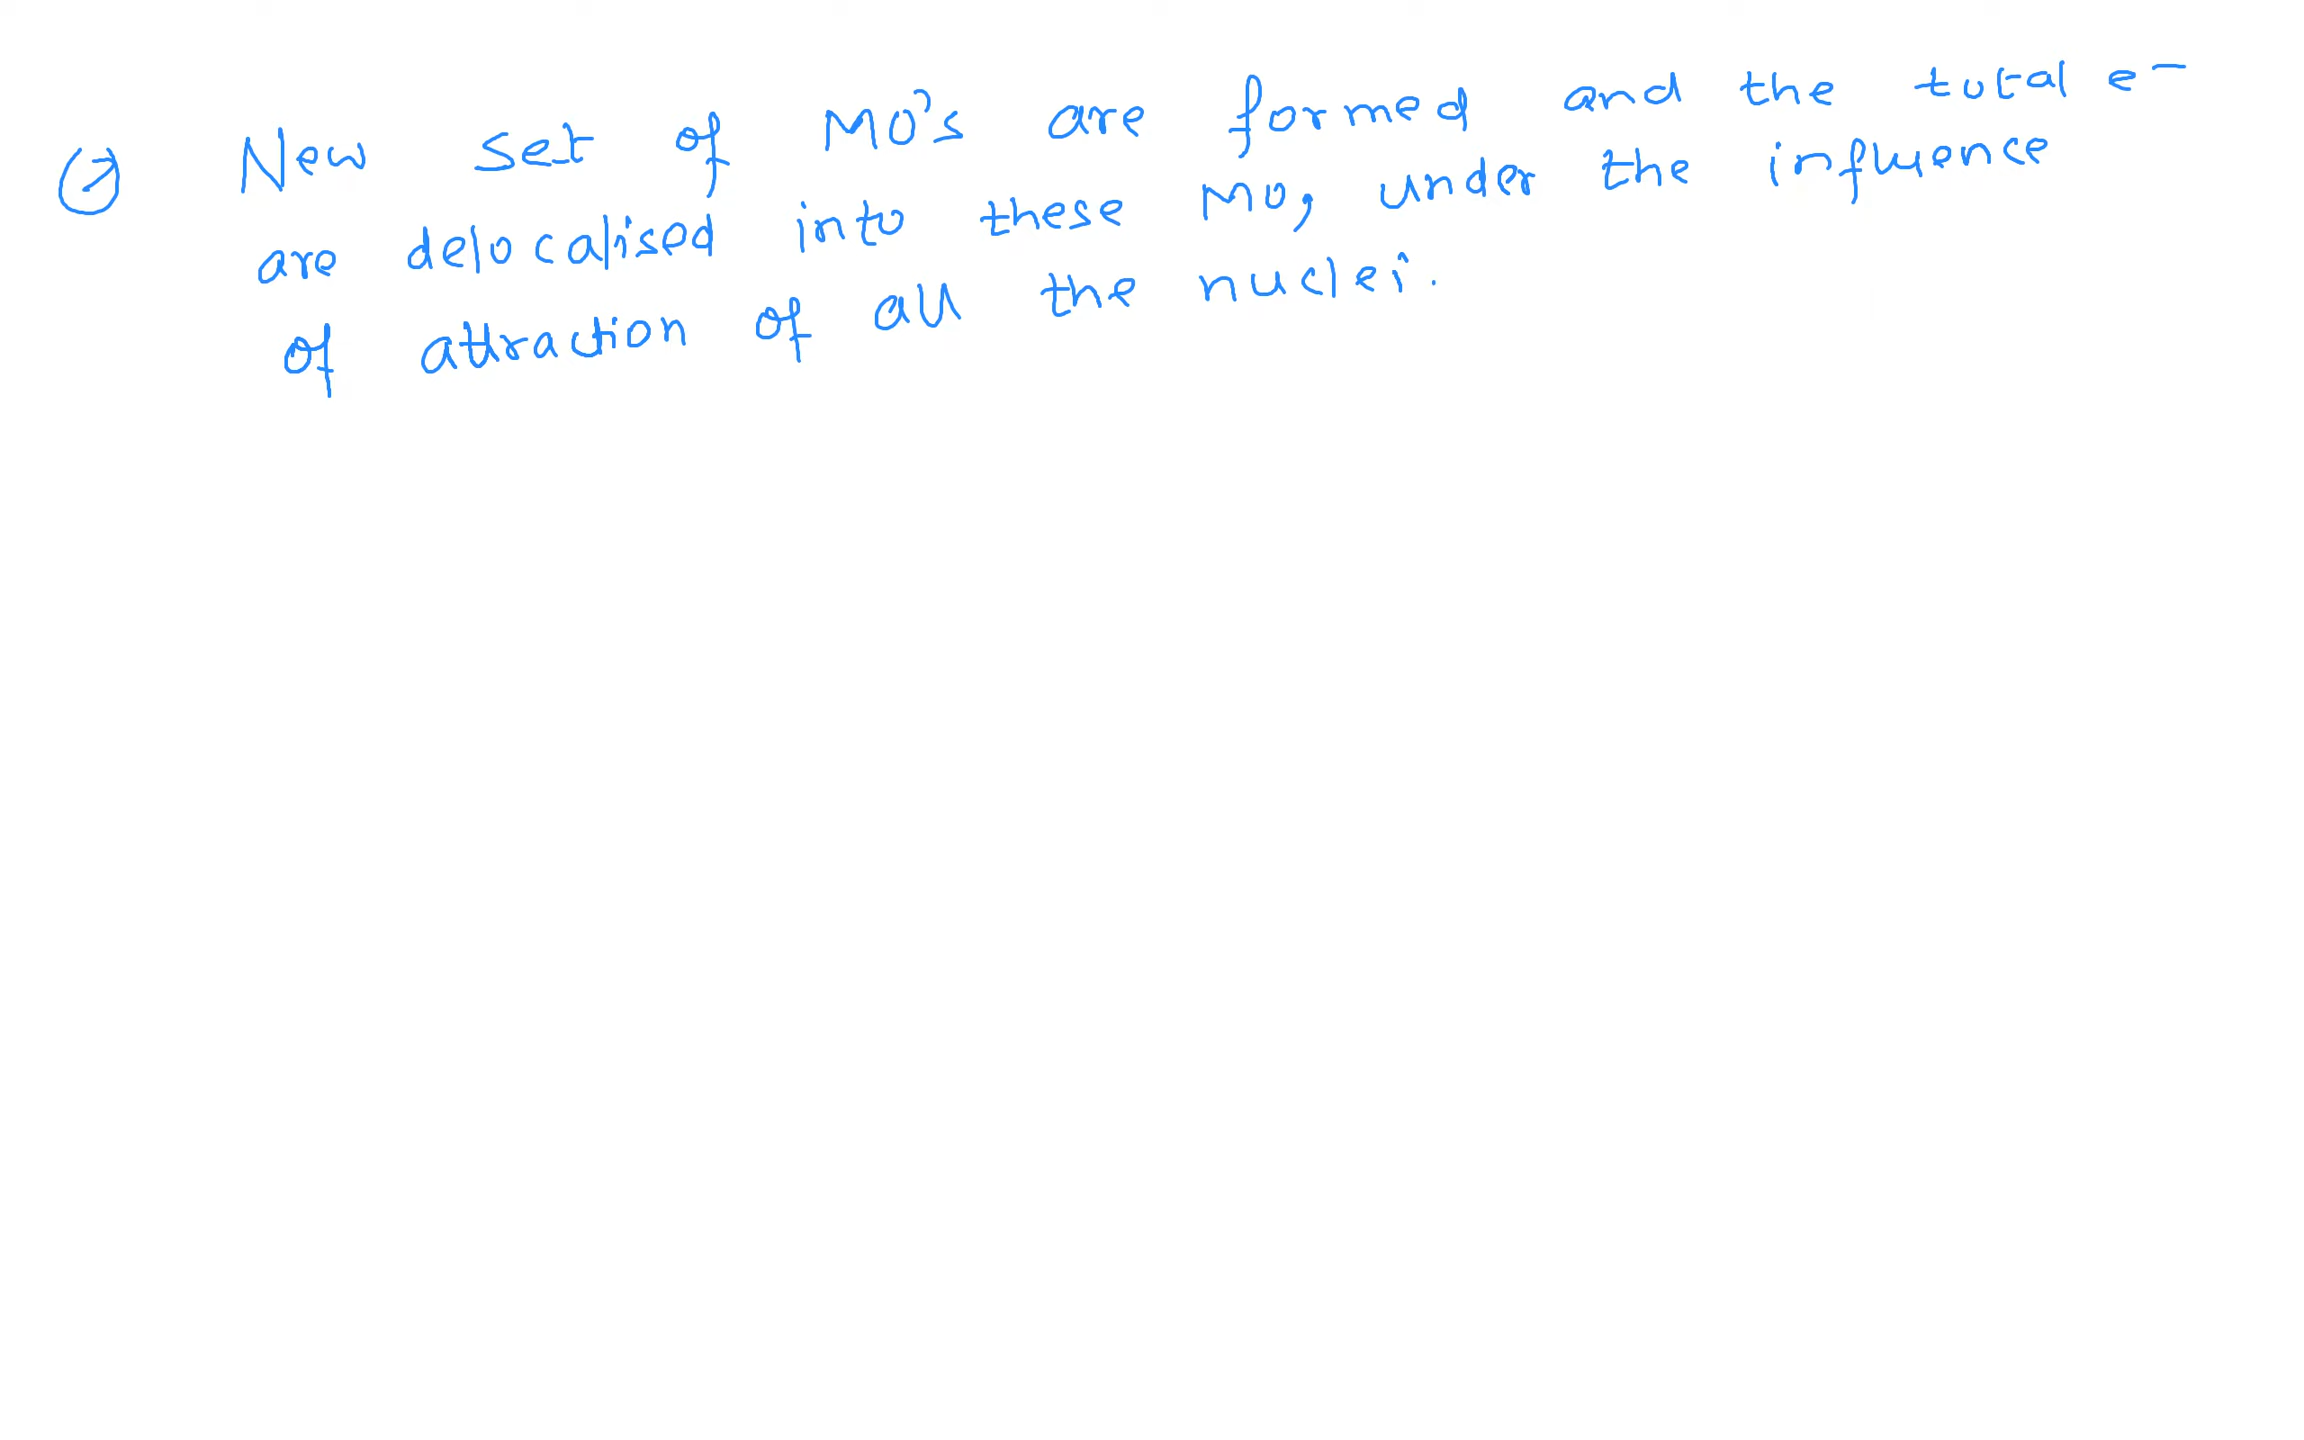 ② New set of MO's are formed and the total e⁻
are delocalised into these MO, under the influence
of attraction of all the nuclei.